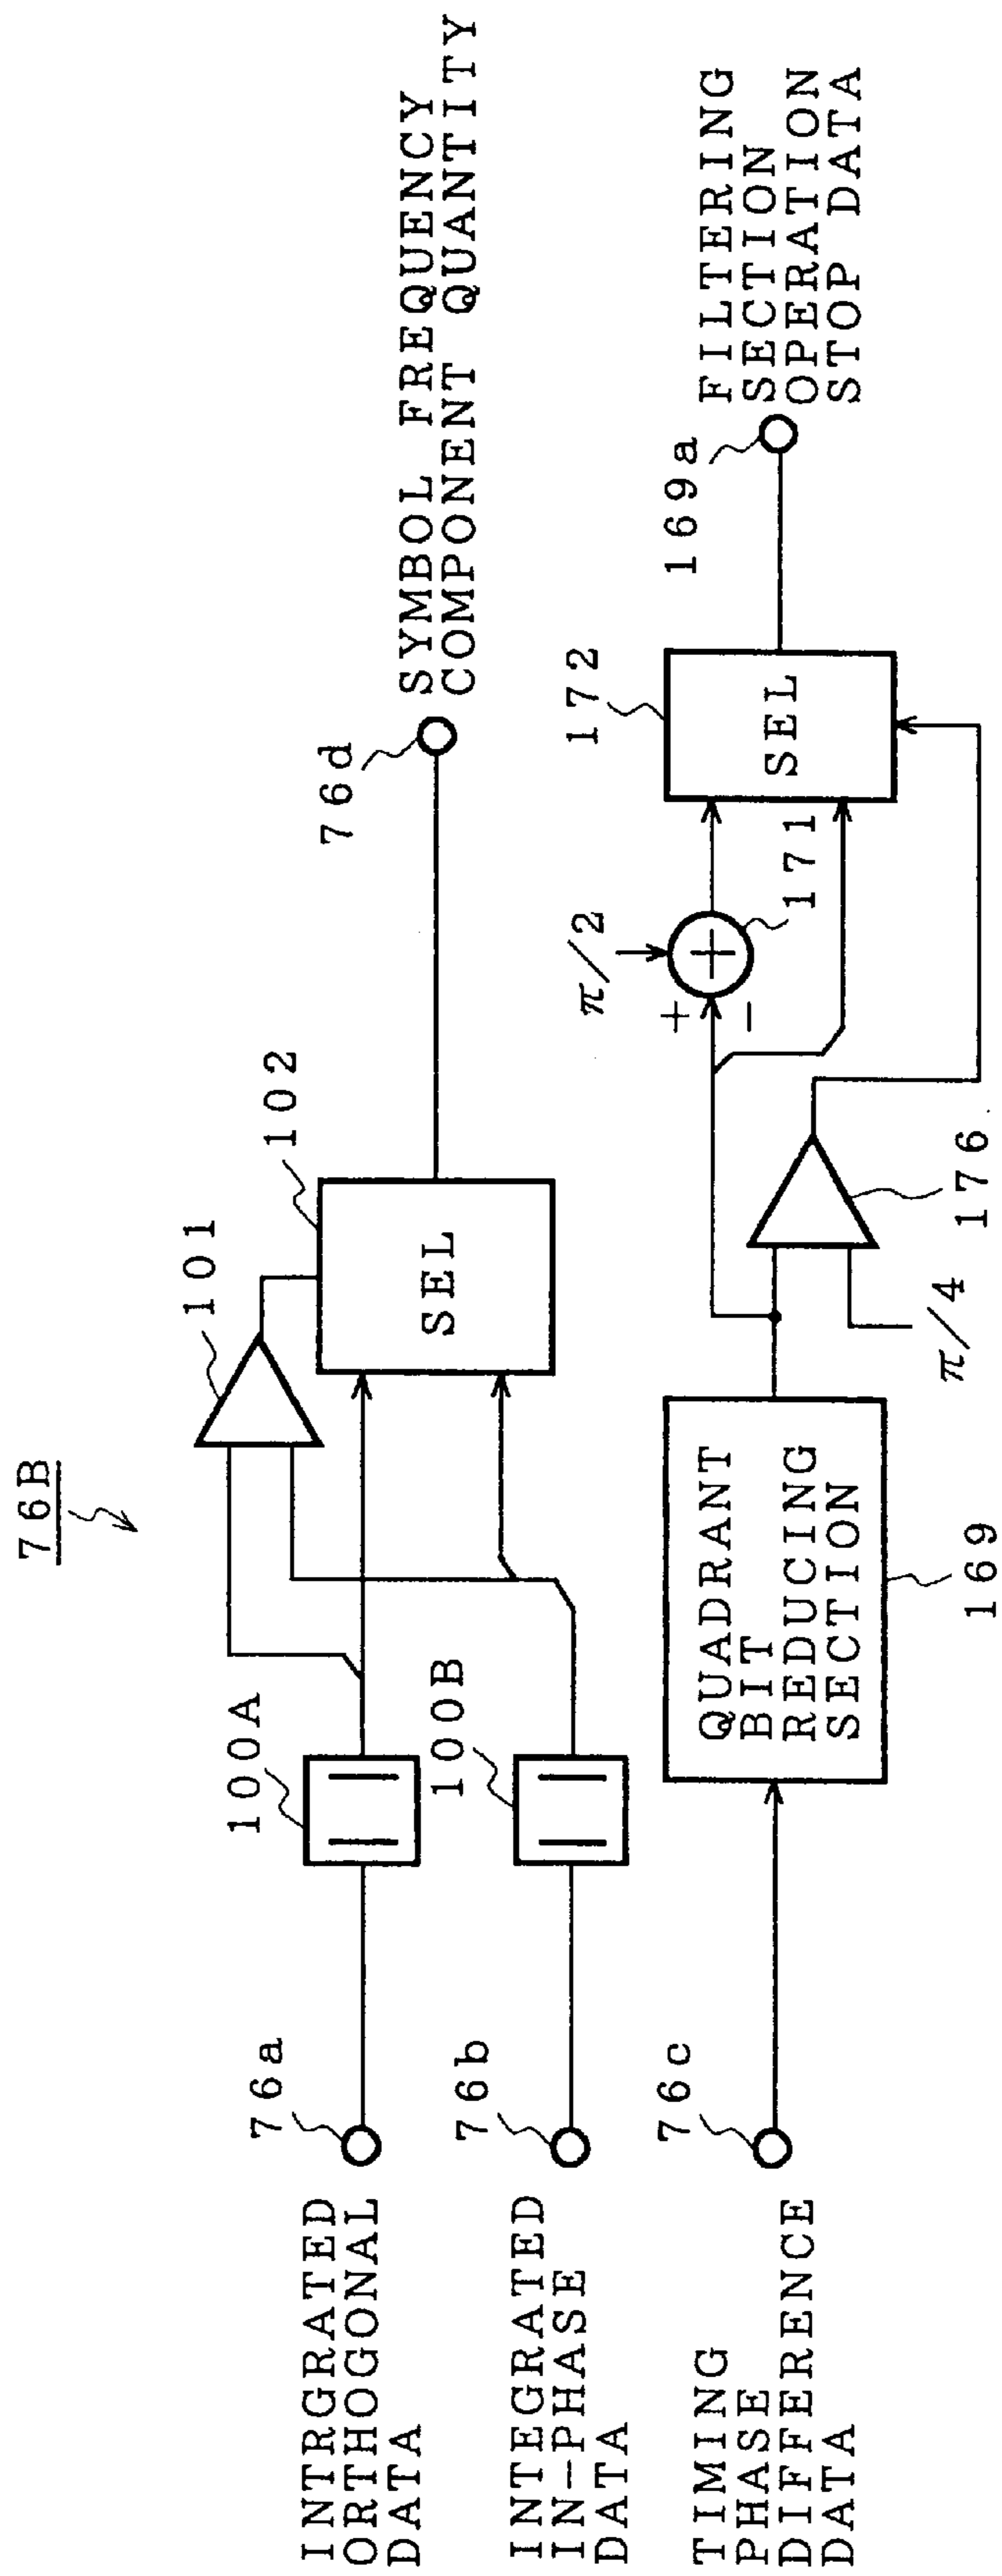 76B
101
102
100A
100B
SEL
76a
76b
76c
76d
INTRGRATED
ORTHOGONAL
DATA
INTEGRATED
IN-PHASE
DATA
TIMING
PHASE
DIFFERENCE
DATA
SYMBOL FREQUENCY
COMPONENT QUANTITY
QUADRANT
BIT
REDUCING
SECTION
169
π/4
176
π/2
+
−
171
172
SEL
169a
FILTERING
SECTION
OPERATION
STOP DATA